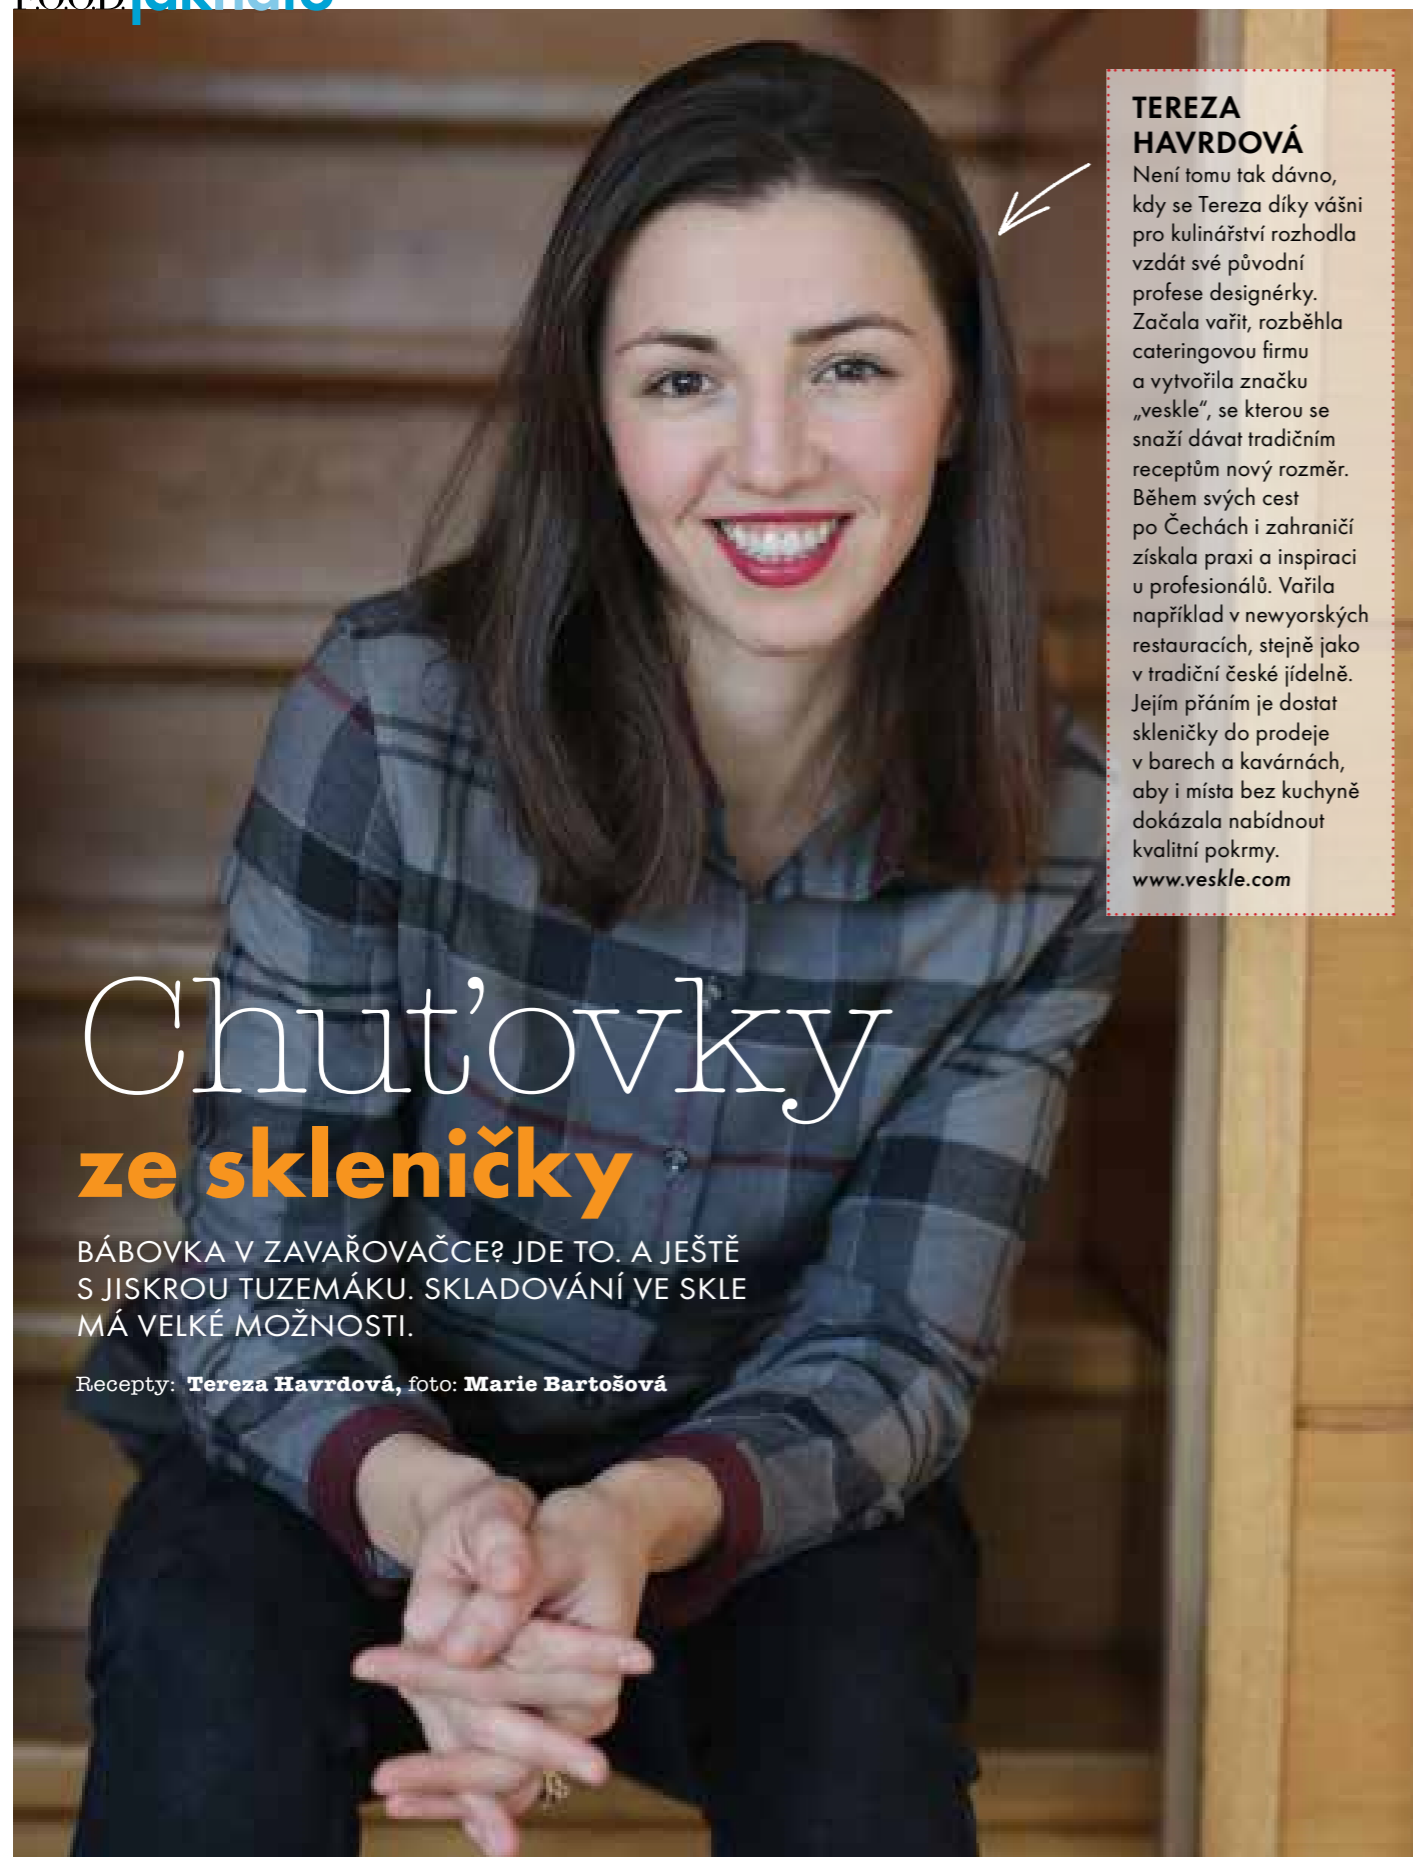 TEREZA
HAVRDOVÁ
Není tomu tak dávno,
kdy se Tereza díky vášni
pro kulinářství rozhodla
vzdát své původní
profese designérky.
Začala vařit, rozběhla
cateringovou firmu
a vytvořila značku
„veskle“, se kterou se
snaží dávat tradičním
receptům nový rozměr.
Během svých cest
po Čechách i zahraničí
získala praxi a inspiraci
u profesionálů. Vařila
například v newyorských
restauracích, stejně jako
v tradiční české jídelně.
Jejím přáním je dostat
skleničky do prodeje
v barech a kavárnách,
aby i místa bez kuchyně
dokázala nabídnout
kvalitní pokrmy.
www.veskle.com
Chuťovky
ze skleničky
BÁBOVKA V ZAVAŘOVAČCE? JDE TO. A JEŠTĚ
S JISKROU TUZEMÁKU. SKLADOVÁNÍ VE SKLE
MÁ VELKÉ MOŽNOSTI.
Recepty: Tereza Havrdová, foto: Marie Bartošová